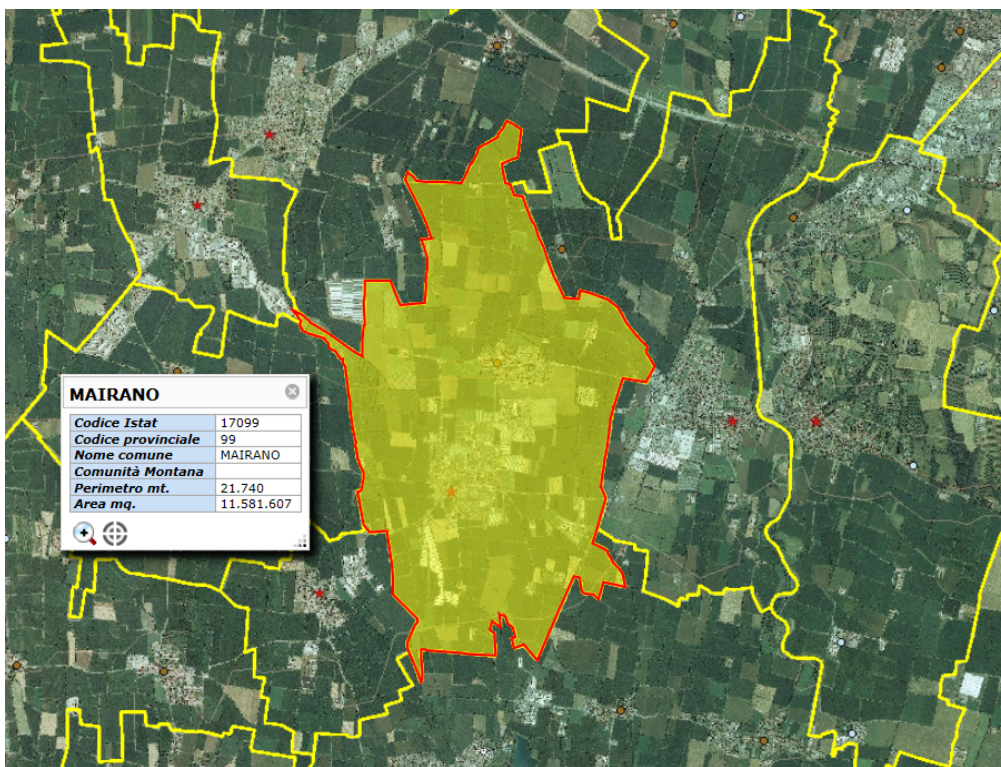 MAIRANO
Codice Istat 17099
Codice provinciale 99
Nome comune MAIRANO
Comunità Montana
Perimetro mt. 21.740
Area mq. 11.581.607